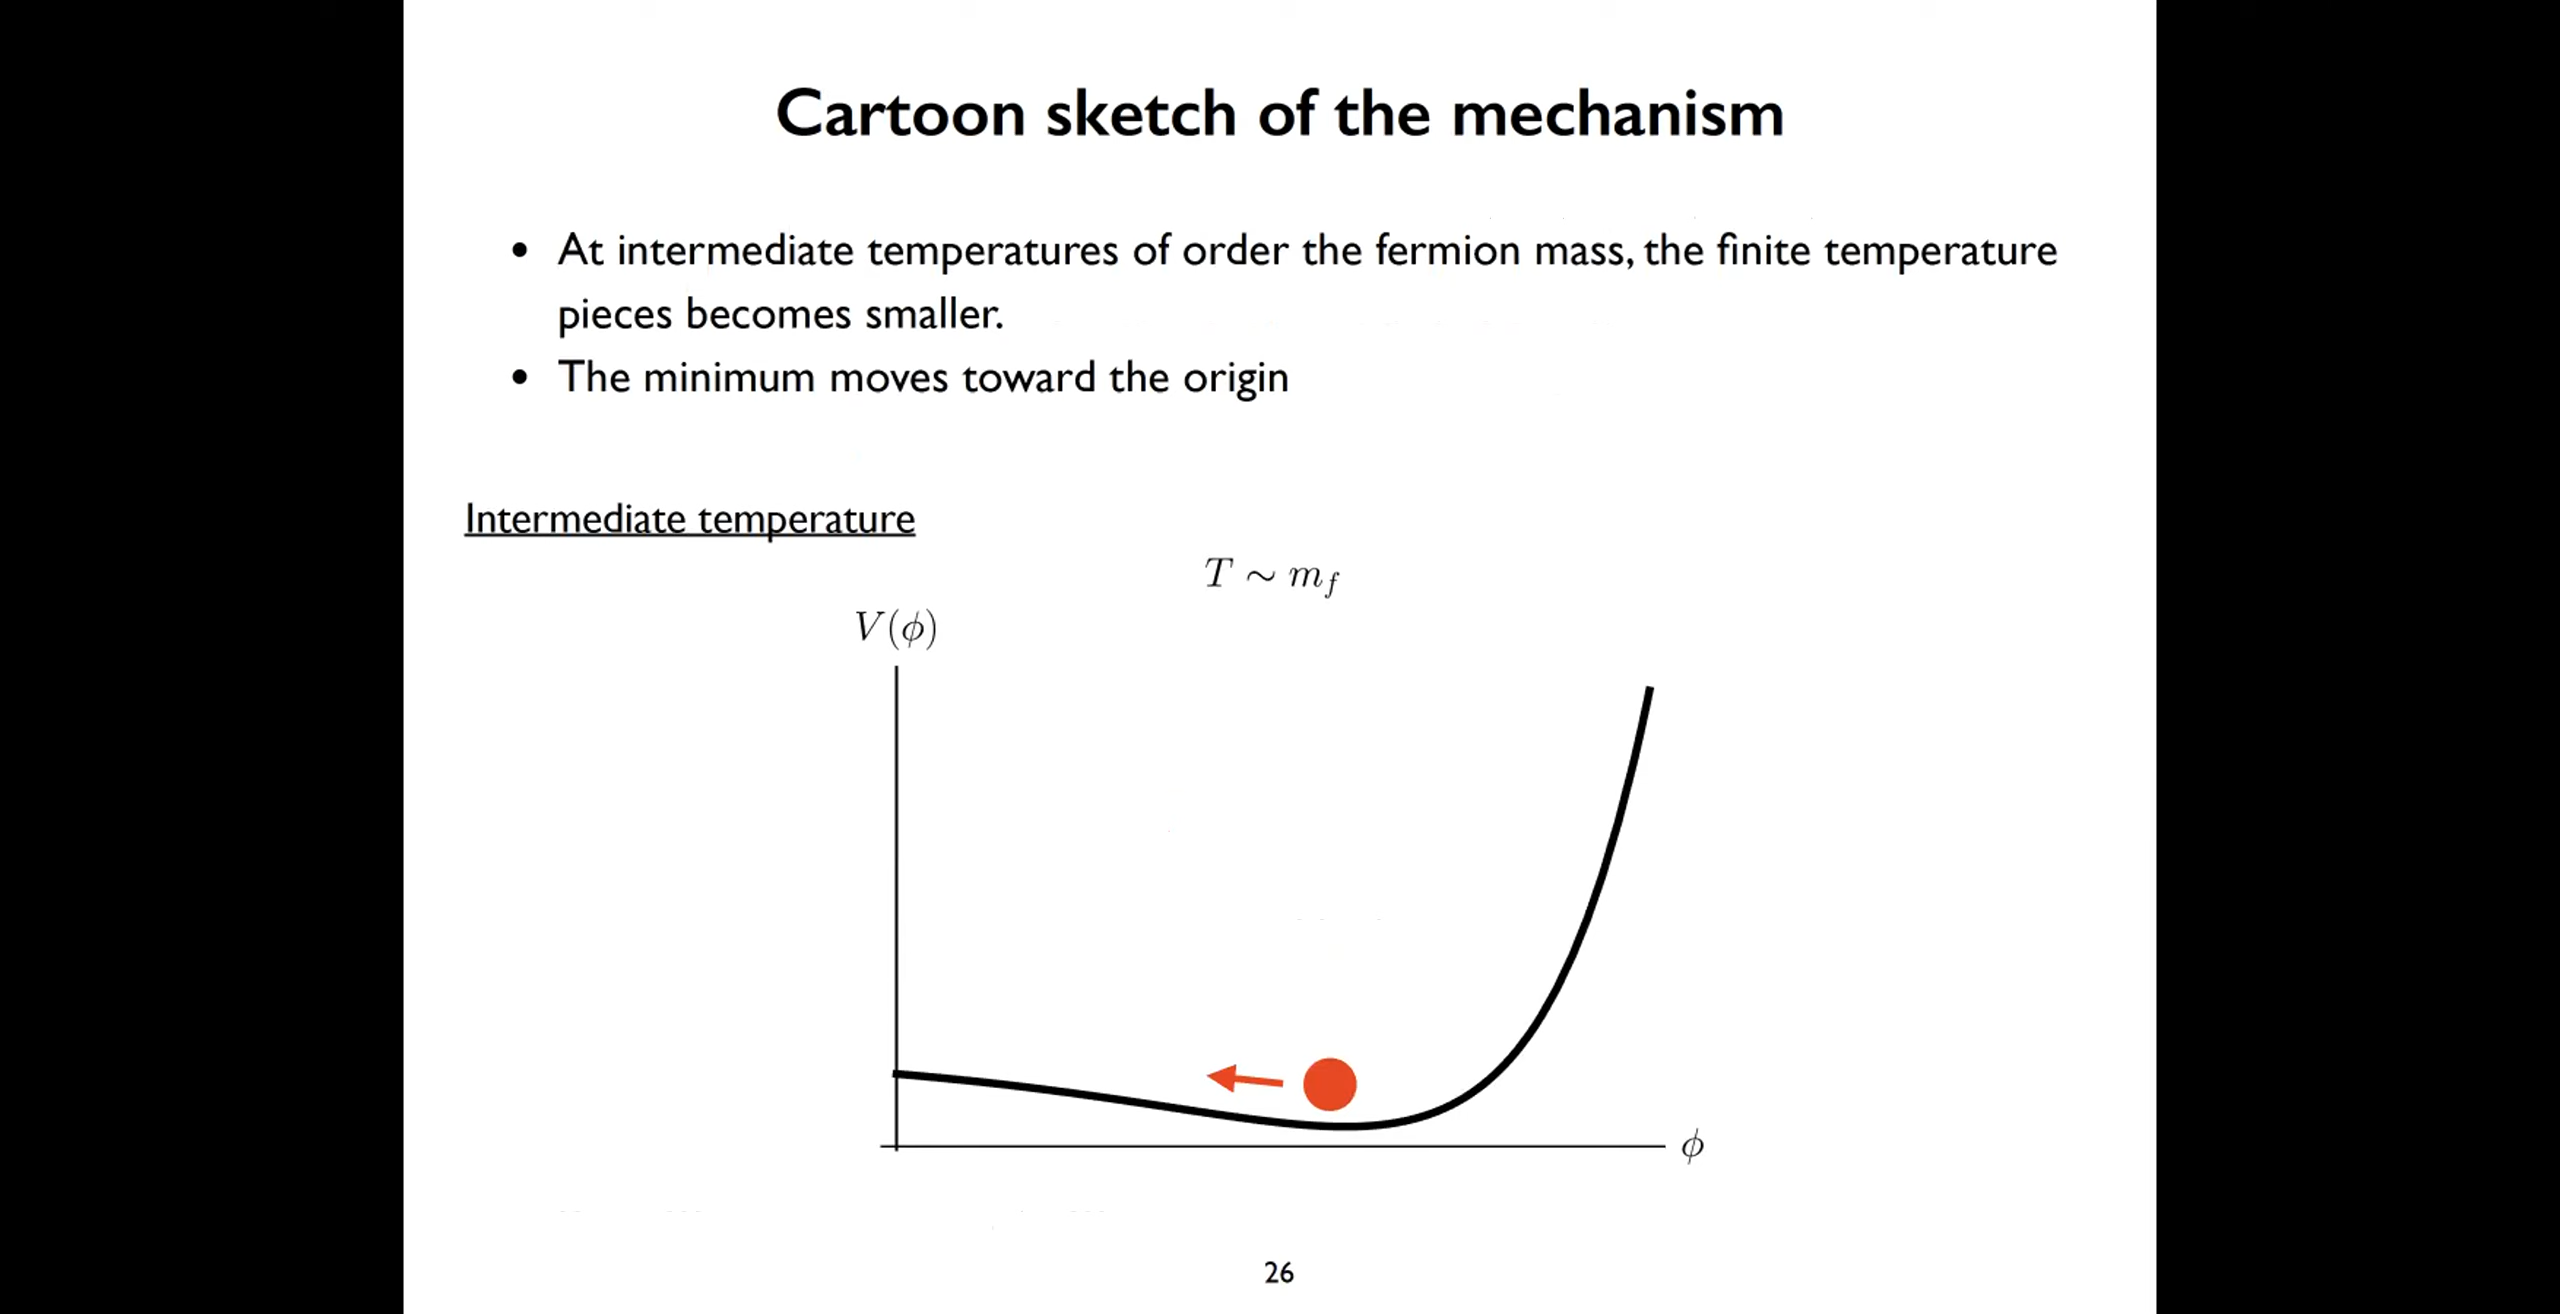 Cartoon sketch of the mechanism
• At intermediate temperatures of order the fermion mass, the finite temperature
pieces becomes smaller.
• The minimum moves toward the origin
Intermediate temperature
T ∼ m_f
V(ϕ)
ϕ
26